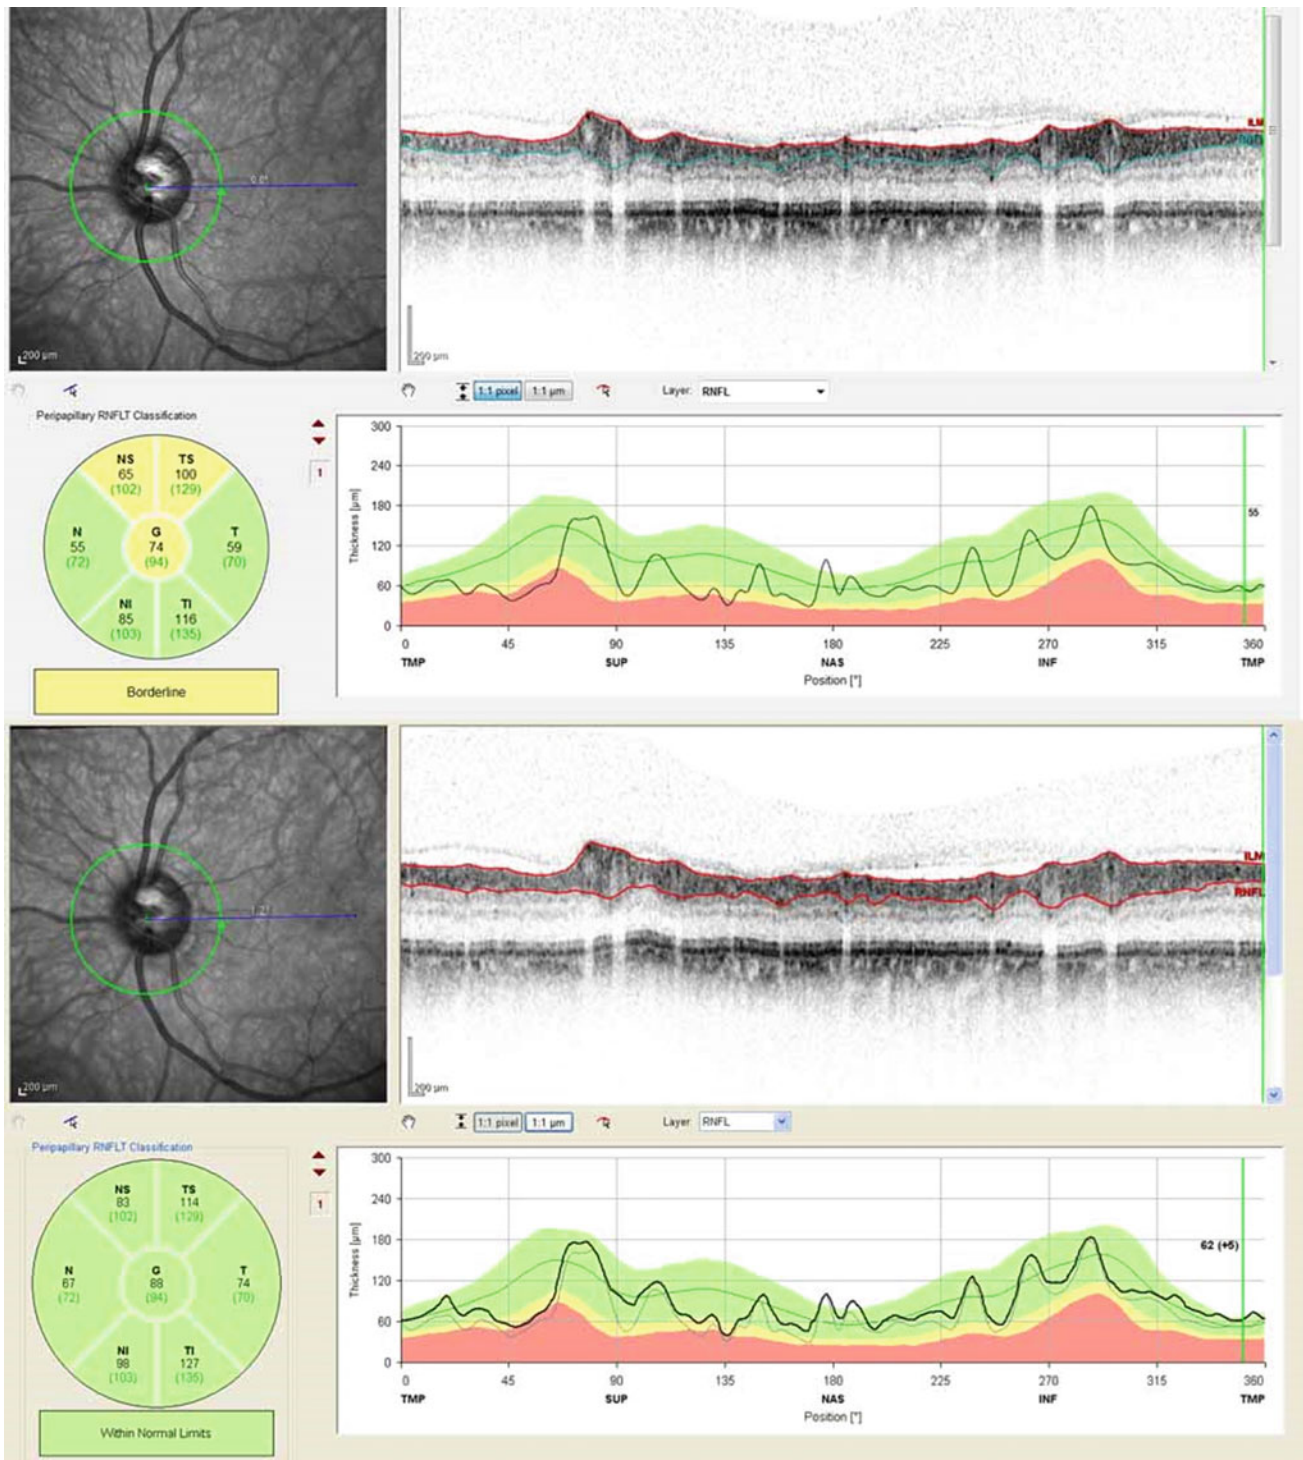 0.0°
ILM
200 µm
200 µm
1:1 pixel 1:1 µm Layer: RNFL
Peripapillary RNFLT Classification
NS TS
65 100
(102) (129)
N G T
55 74 59
(72) (94) (70)
NI TI
85 116
(103) (135)
Borderline
1
Thickness [µm]
300
240
180
120
60
0
55
0 45 90 135 180 225 270 315 360
TMP SUP NAS INF TMP
Position [°]
ILM
RNFL
200 µm
200 µm
1:1 pixel 1:1 µm Layer: RNFL
Peripapillary RNFLT Classification
NS TS
83 114
(102) (129)
N G T
67 88 74
(72) (94) (70)
NI TI
98 127
(103) (135)
Within Normal Limits
1
Thickness [µm]
300
240
180
120
60
0
62 (+5)
0 45 90 135 180 225 270 315 360
TMP SUP NAS INF TMP
Position [°]